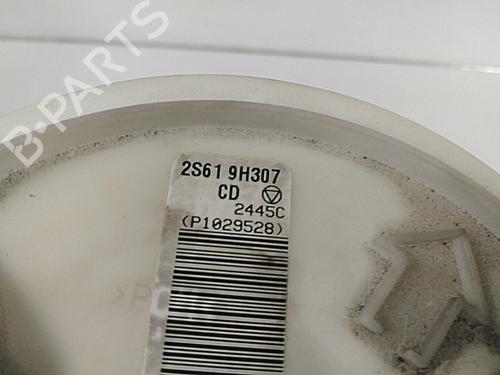 B-PARTS
2S61 9H307
CD
2445C
(P1029528)